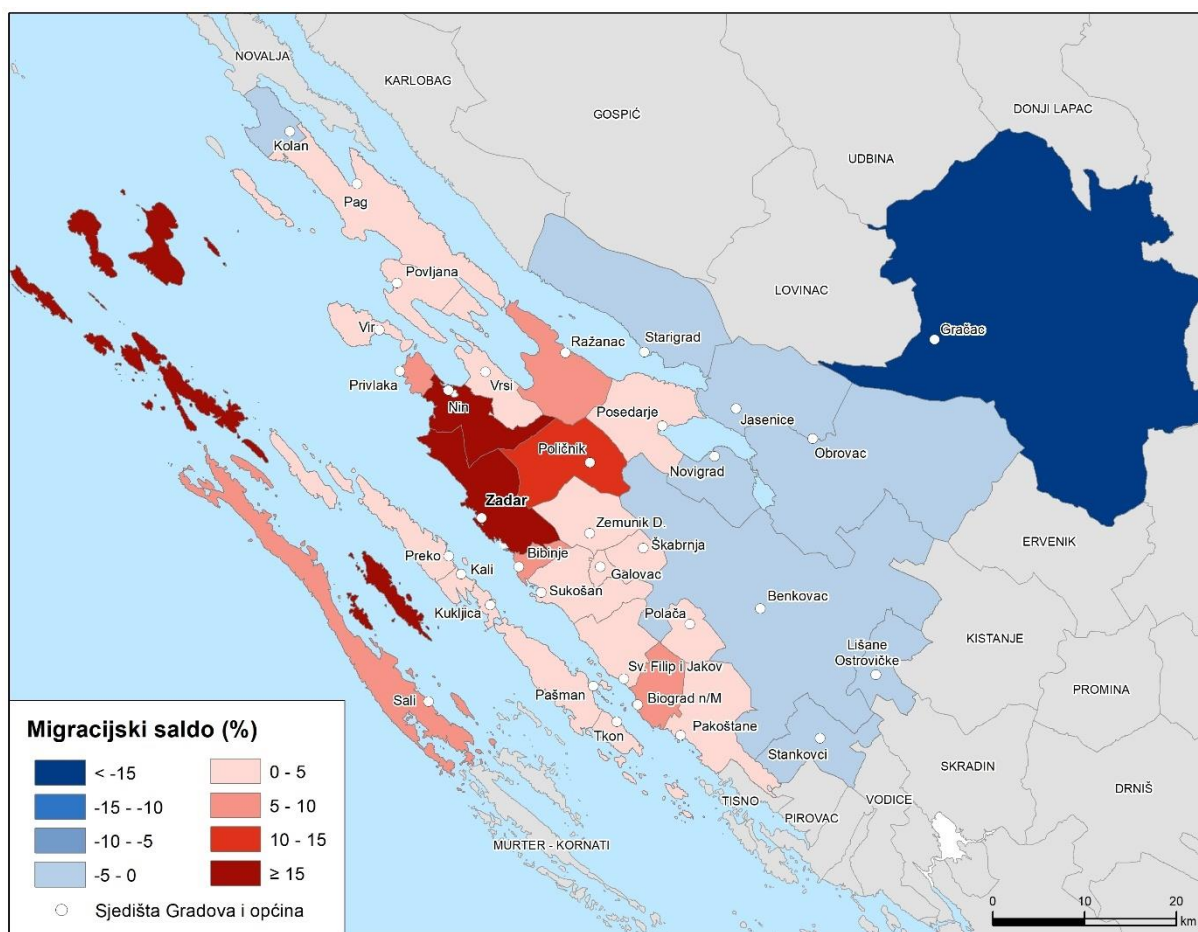 NOVALJA
KARLOBAG
GOSPIĆ
DONJI LAPAC
UDBINA
Kolan
Pag
LOVINAC
Povljana
Gračac
Vir
Ražanac
Starigrad
Privlaka
Nin
Vrsi
Posedarje
Jasenice
Obrovac
Poličnik
Novigrad
Zadar
Zemunik D.
Škabrnja
ERVENIK
Preko
Bibinje
Kali
Galovac
Sukošan
Kukljica
Benkovac
Polača
KISTANJE
Lišane
Ostrovičke
Sv. Filip i Jakov
PROMINA
Sali
Pašman
Biograd n/M
Tkon
Pakoštane
Stankovci
SKRADIN
DRNIŠ
TISNO
VODICE
PIROVAC
MURTER - KORNATI
Migracijski saldo (%)
< -15
-15 - -10
-10 - -5
-5 - 0
0 - 5
5 - 10
10 - 15
≥ 15
Sjedišta Gradova i općina
0 10 20
km